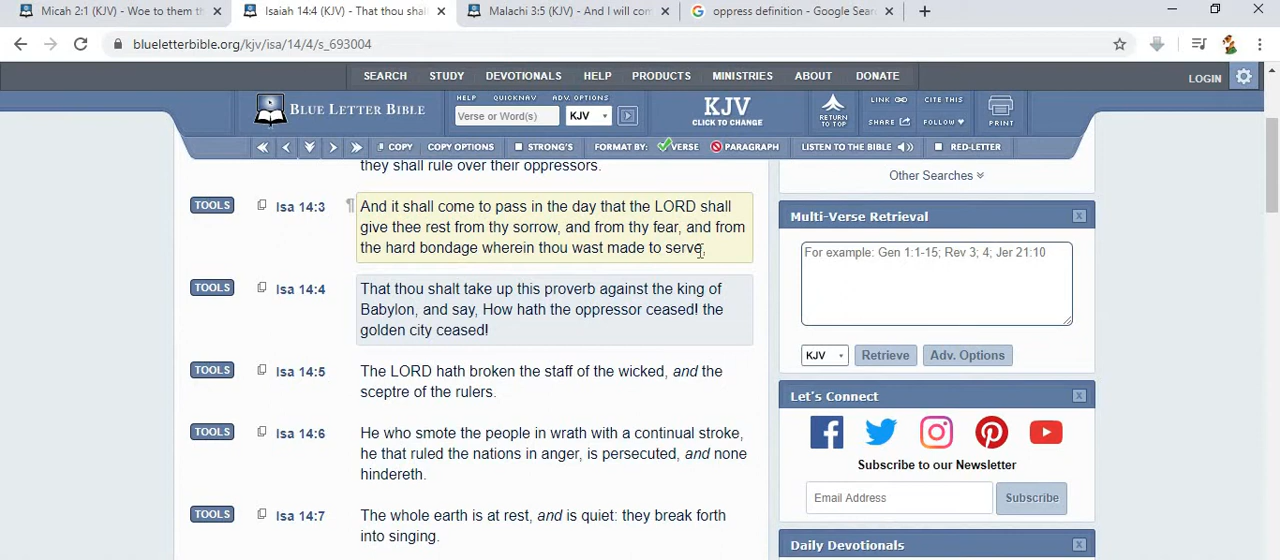 Micah 2:1 (KJV) - Woe to them th
Isaiah 14:4 (KJV) - That thou shal
Malachi 3:5 (KJV) - And I will com
oppress definition - Google Sear
blueletterbible.org/kjv/isa/14/4/s_693004
SEARCH STUDY DEVOTIONALS HELP PRODUCTS MINISTRIES ABOUT DONATE
LOGIN
BLUE LETTER BIBLE
HELP QUICKNAV ADV. OPTIONS
Verse or Word(s) KJV
KJV
CLICK TO CHANGE
RETURN
TO TOP
LINK CITE THIS
SHARE FOLLOW
PRINT
COPY COPY OPTIONS STRONG'S FORMAT BY: VERSE PARAGRAPH LISTEN TO THE BIBLE RED-LETTER
they shall rule over their oppressors.
TOOLS Isa 14:3 ¶ And it shall come to pass in the day that the LORD shall
give thee rest from thy sorrow, and from thy fear, and from
the hard bondage wherein thou wast made to serve,
TOOLS Isa 14:4 That thou shalt take up this proverb against the king of
Babylon, and say, How hath the oppressor ceased! the
golden city ceased!
TOOLS Isa 14:5 The LORD hath broken the staff of the wicked, and the
sceptre of the rulers.
TOOLS Isa 14:6 He who smote the people in wrath with a continual stroke,
he that ruled the nations in anger, is persecuted, and none
hindereth.
TOOLS Isa 14:7 The whole earth is at rest, and is quiet: they break forth
into singing.
Other Searches
Multi-Verse Retrieval X
For example: Gen 1:1-15; Rev 3; 4; Jer 21:10
KJV Retrieve Adv. Options
Let's Connect X
Subscribe to our Newsletter
Email Address Subscribe
Daily Devotionals X